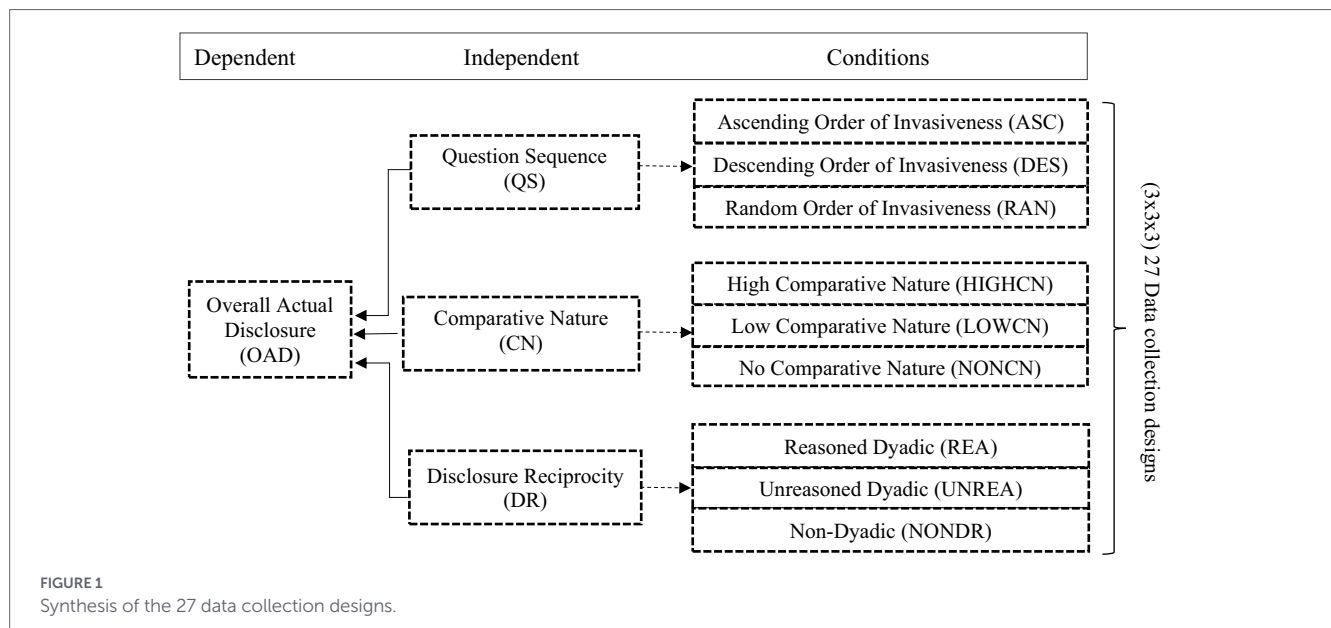 Dependent Independent Conditions
Question Sequence
(QS)
Ascending Order of Invasiveness (ASC)
Descending Order of Invasiveness (DES)
Random Order of Invasiveness (RAN)
Overall Actual
Disclosure
(OAD)
Comparative Nature
(CN)
High Comparative Nature (HIGHCN)
Low Comparative Nature (LOWCN)
No Comparative Nature (NONCN)
Disclosure Reciprocity
(DR)
Reasoned Dyadic (REA)
Unreasoned Dyadic (UNREA)
Non-Dyadic (NONDR)
(3x3x3) 27 Data collection designs
FIGURE 1
Synthesis of the 27 data collection designs.